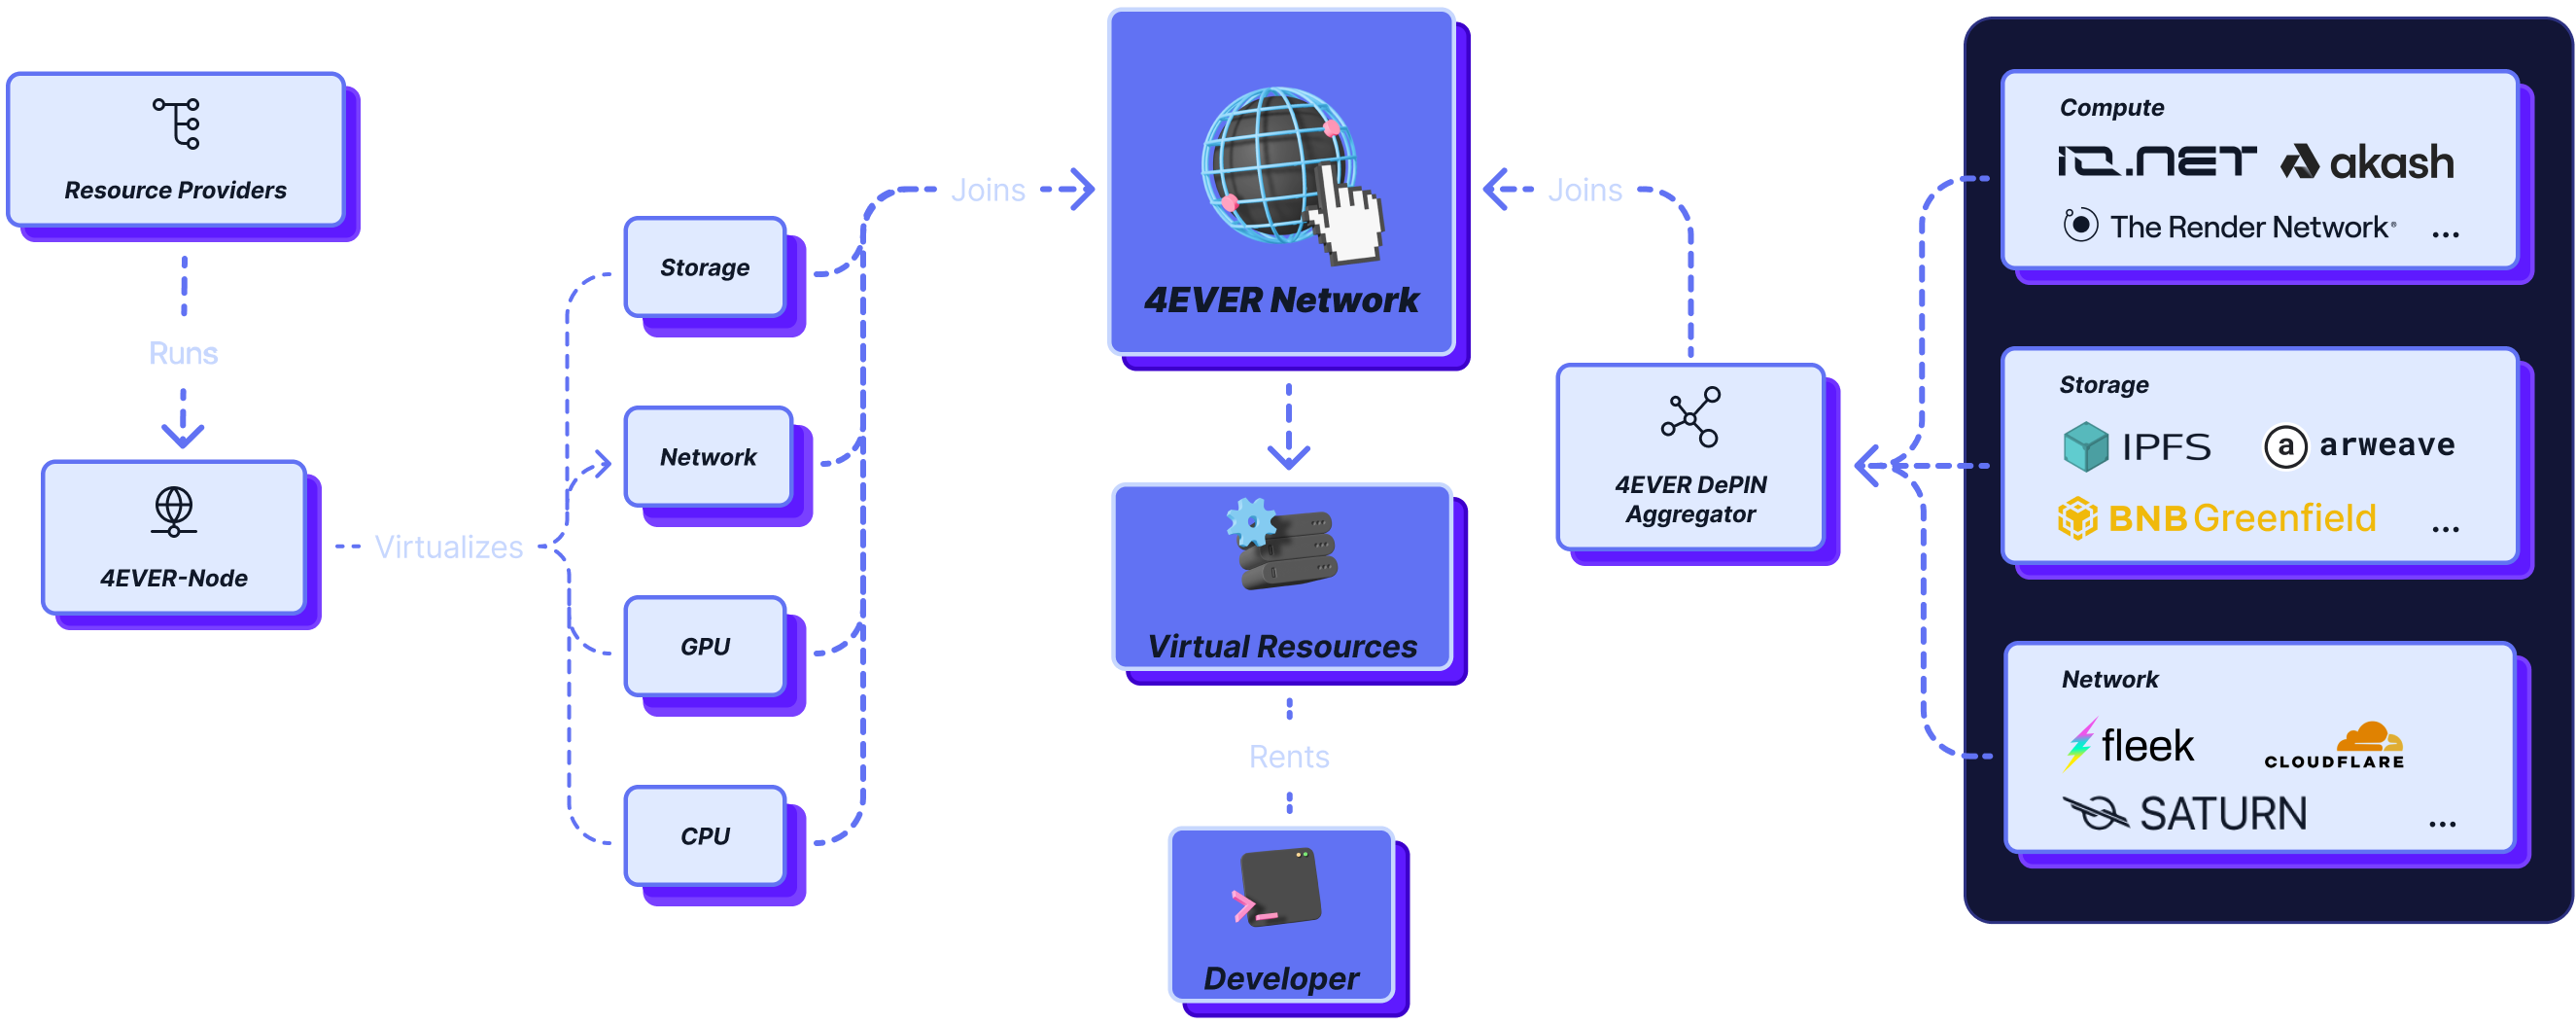 Resource Providers
Runs
4EVER-Node
Virtualizes
Storage
Network
GPU
CPU
Joins
4EVER Network
Virtual Resources
Rents
Developer
Joins
4EVER DePIN
Aggregator
Compute
IO.NET akash
The Render Network® ...
Storage
IPFS a arweave
BNB Greenfield ...
Network
fleek CLOUDFLARE
SATURN ...